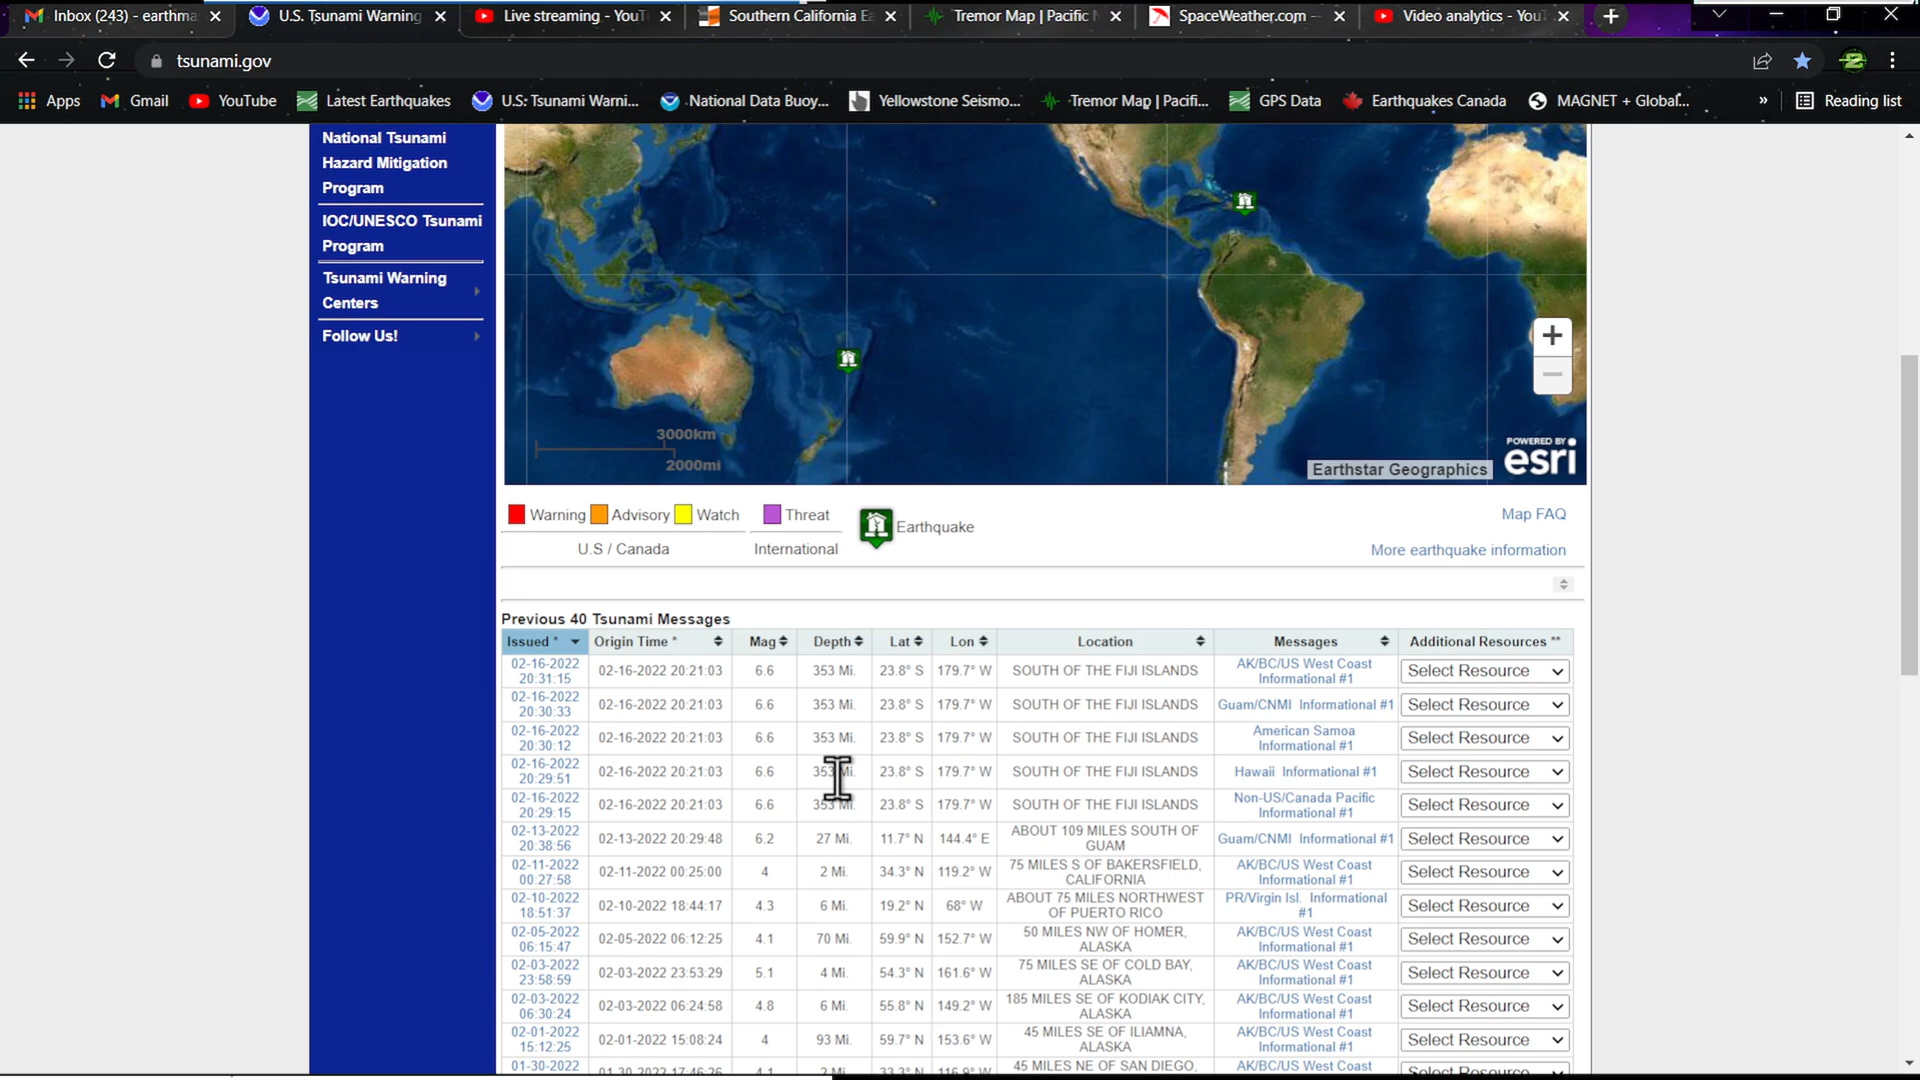 Inbox (243) - earthma
U.S. Tsunami Warning
Live streaming - YouT
Southern California Ea
Tremor Map | Pacific N
SpaceWeather.com --
Video analytics - YouT
tsunami.gov
Apps
Gmail
YouTube
Latest Earthquakes
U.S: Tsunami Warni...
National Data Buoy...
Yellowstone Seismo...
Tremor Map | Pacifi...
GPS Data
Earthquakes Canada
MAGNET + Global...
»
Reading list
National Tsunami
Hazard Mitigation
Program
IOC/UNESCO Tsunami
Program
Tsunami Warning
Centers
Follow Us!
3000km
2000mi
+
−
POWERED BY
esri
Earthstar Geographics
Warning Advisory Watch Threat Earthquake
U.S / Canada International
Map FAQ
More earthquake information
Previous 40 Tsunami Messages
Issued * Origin Time * Mag Depth Lat Lon Location Messages Additional Resources **
02-16-2022
20:31:15
02-16-2022 20:21:03 6.6 353 Mi. 23.8° S 179.7° W SOUTH OF THE FIJI ISLANDS
AK/BC/US West Coast
Informational #1
Select Resource
02-16-2022
20:30:33
02-16-2022 20:21:03 6.6 353 Mi. 23.8° S 179.7° W SOUTH OF THE FIJI ISLANDS Guam/CNMI Informational #1 Select Resource
02-16-2022
20:30:12
02-16-2022 20:21:03 6.6 353 Mi. 23.8° S 179.7° W SOUTH OF THE FIJI ISLANDS
American Samoa
Informational #1
Select Resource
02-16-2022
20:29:51
02-16-2022 20:21:03 6.6 353 Mi. 23.8° S 179.7° W SOUTH OF THE FIJI ISLANDS Hawaii Informational #1 Select Resource
02-16-2022
20:29:15
02-16-2022 20:21:03 6.6 353 Mi. 23.8° S 179.7° W SOUTH OF THE FIJI ISLANDS
Non-US/Canada Pacific
Informational #1
Select Resource
02-13-2022
20:38:56
02-13-2022 20:29:48 6.2 27 Mi. 11.7° N 144.4° E
ABOUT 109 MILES SOUTH OF
GUAM
Guam/CNMI Informational #1 Select Resource
02-11-2022
00:27:58
02-11-2022 00:25:00 4 2 Mi. 34.3° N 119.2° W
75 MILES S OF BAKERSFIELD,
CALIFORNIA
AK/BC/US West Coast
Informational #1
Select Resource
02-10-2022
18:51:37
02-10-2022 18:44:17 4.3 6 Mi. 19.2° N 68° W
ABOUT 75 MILES NORTHWEST
OF PUERTO RICO
PR/Virgin Isl. Informational
#1
Select Resource
02-05-2022
06:15:47
02-05-2022 06:12:25 4.1 70 Mi. 59.9° N 152.7° W
50 MILES NW OF HOMER,
ALASKA
AK/BC/US West Coast
Informational #1
Select Resource
02-03-2022
23:58:59
02-03-2022 23:53:29 5.1 4 Mi. 54.3° N 161.6° W
75 MILES SE OF COLD BAY,
ALASKA
AK/BC/US West Coast
Informational #1
Select Resource
02-03-2022
06:30:24
02-03-2022 06:24:58 4.8 6 Mi. 55.8° N 149.2° W
185 MILES SE OF KODIAK CITY,
ALASKA
AK/BC/US West Coast
Informational #1
Select Resource
02-01-2022
15:12:25
02-01-2022 15:08:24 4 93 Mi. 59.7° N 153.6° W
45 MILES SE OF ILIAMNA,
ALASKA
AK/BC/US West Coast
Informational #1
Select Resource
01-30-2022
01-30-2022 17:46:26 4.1 2 Mi. 33.3° N 116.9° W
45 MILES NE OF SAN DIEGO,
AK/BC/US West Coast
Select Resource